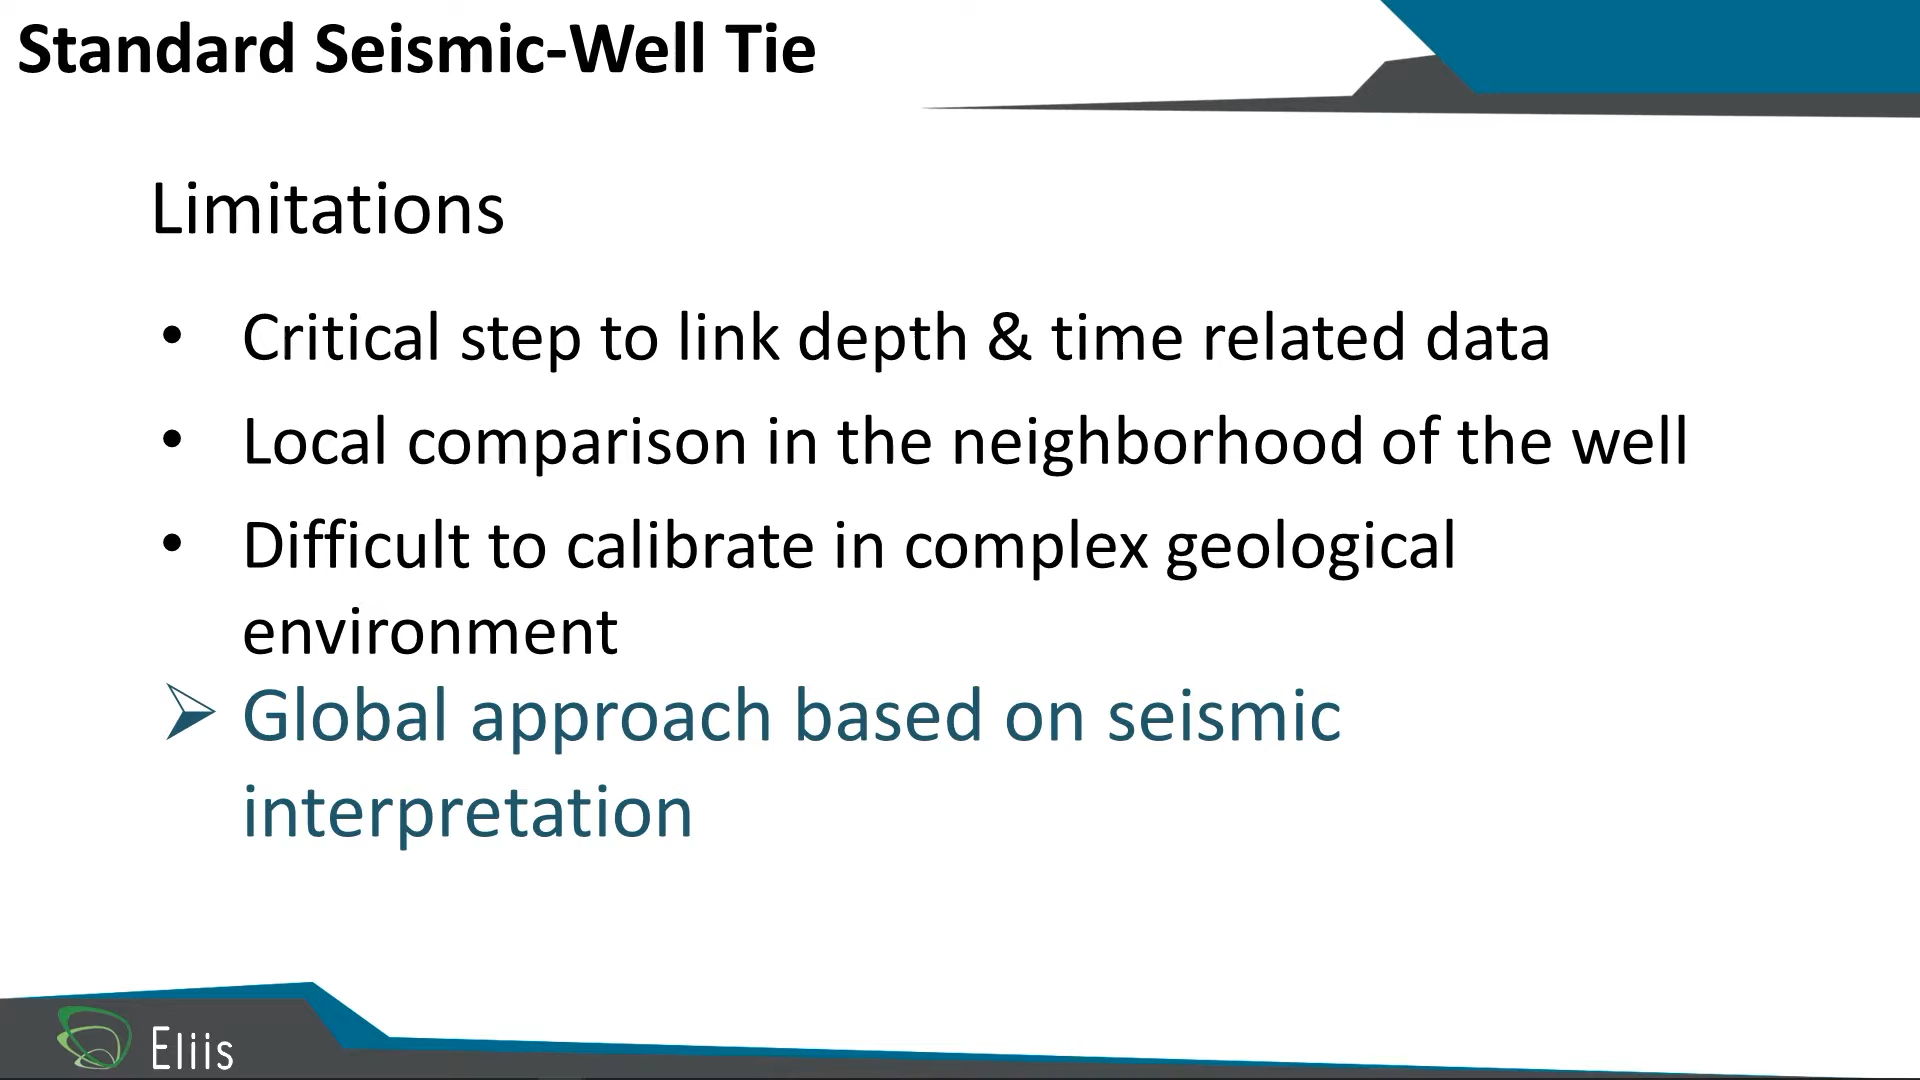 Standard Seismic-Well Tie
Limitations
• Critical step to link depth & time related data
• Local comparison in the neighborhood of the well
• Difficult to calibrate in complex geological
environment
➢ Global approach based on seismic
interpretation
Eliis